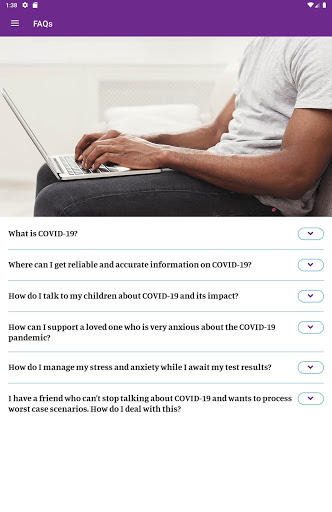 1:38
FAQs
What is COVID-19?
Where can I get reliable and accurate information on COVID-19?
How do I talk to my children about COVID-19 and its impact?
How can I support a loved one who is very anxious about the COVID-19
pandemic?
How do I manage my stress and anxiety while I await my test results?
I have a friend who can't stop talking about COVID-19 and wants to process
worst case scenarios. How do I deal with this?